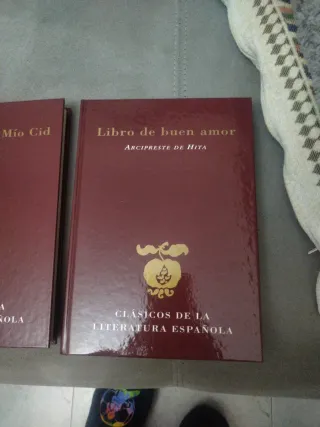 Mío Cid
A
ÑOLA
Libro de buen amor
ARCIPRESTE DE HITA
CLÁSICOS DE LA
LITERATURA ESPAÑOLA